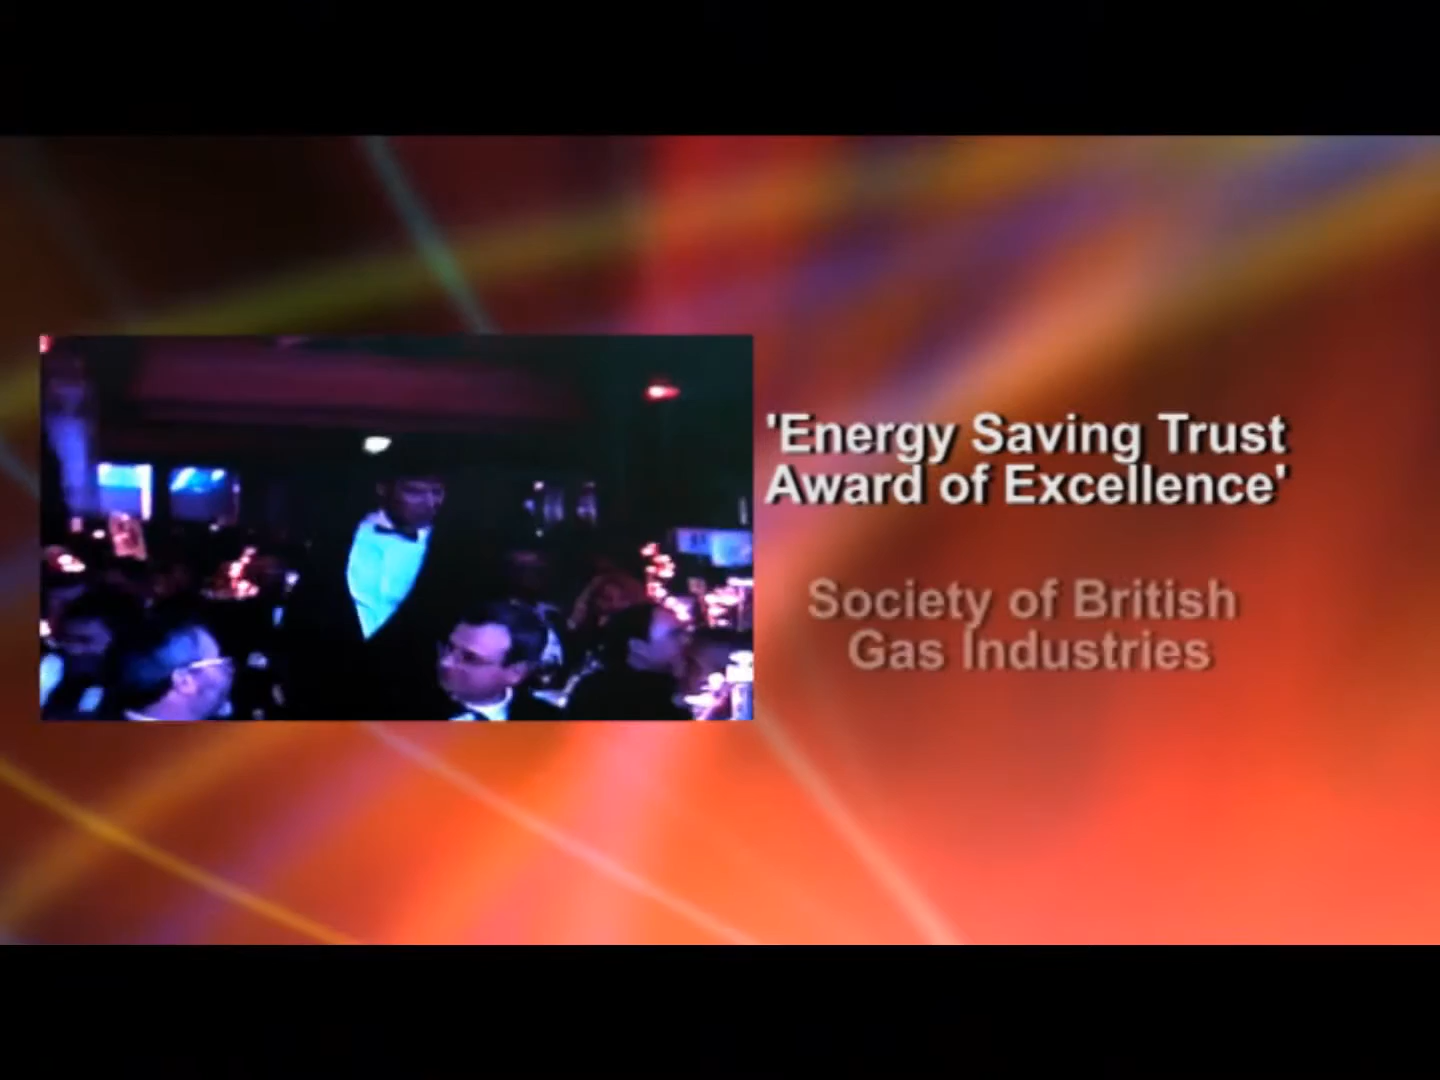 'Energy Saving Trust
Award of Excellence'
Society of British
Gas Industries